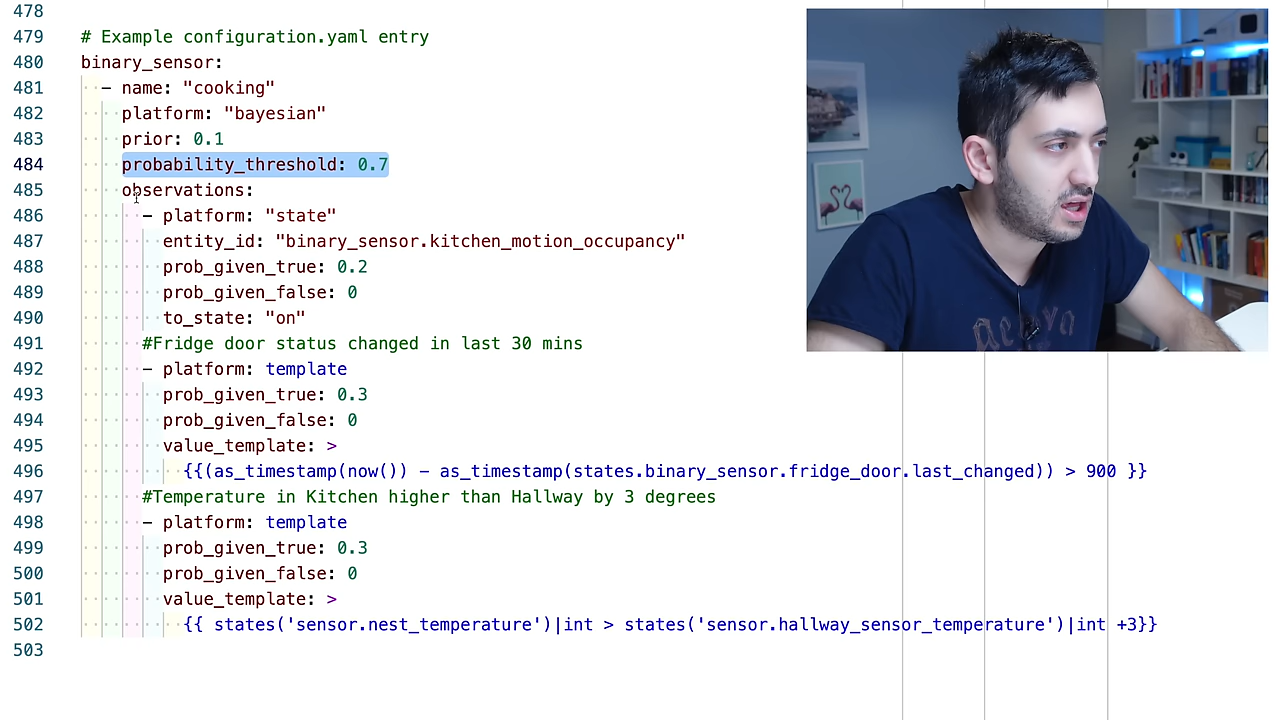 478
479 # Example configuration.yaml entry
480 binary_sensor:
481 - name: "cooking"
482 platform: "bayesian"
483 prior: 0.1
484 probability_threshold: 0.7
485 observations:
486 - platform: "state"
487 entity_id: "binary_sensor.kitchen_motion_occupancy"
488 prob_given_true: 0.2
489 prob_given_false: 0
490 to_state: "on"
491 #Fridge door status changed in last 30 mins
492 - platform: template
493 prob_given_true: 0.3
494 prob_given_false: 0
495 value_template: >
496 {{(as_timestamp(now()) - as_timestamp(states.binary_sensor.fridge_door.last_changed)) > 900 }}
497 #Temperature in Kitchen higher than Hallway by 3 degrees
498 - platform: template
499 prob_given_true: 0.3
500 prob_given_false: 0
501 value_template: >
502 {{ states('sensor.nest_temperature')|int > states('sensor.hallway_sensor_temperature')|int +3}}
503